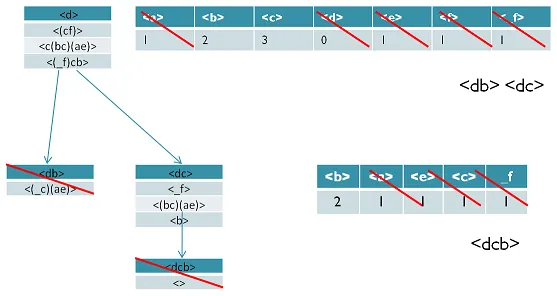 <d>
<(cf)>
<c(bc)(ae)>
<(_f)cb>
<a> <b> <c> <d> <e> <f> <_f>
1 2 3 0 1 1 1
<db> <dc>
<db>
<(_c)(ae)>
<dc>
<_f>
<(bc)(ae)>
<b>
<b> <a> <e> <c> _f
2 1 1 1 1
<dcb>
<dcb>
<>